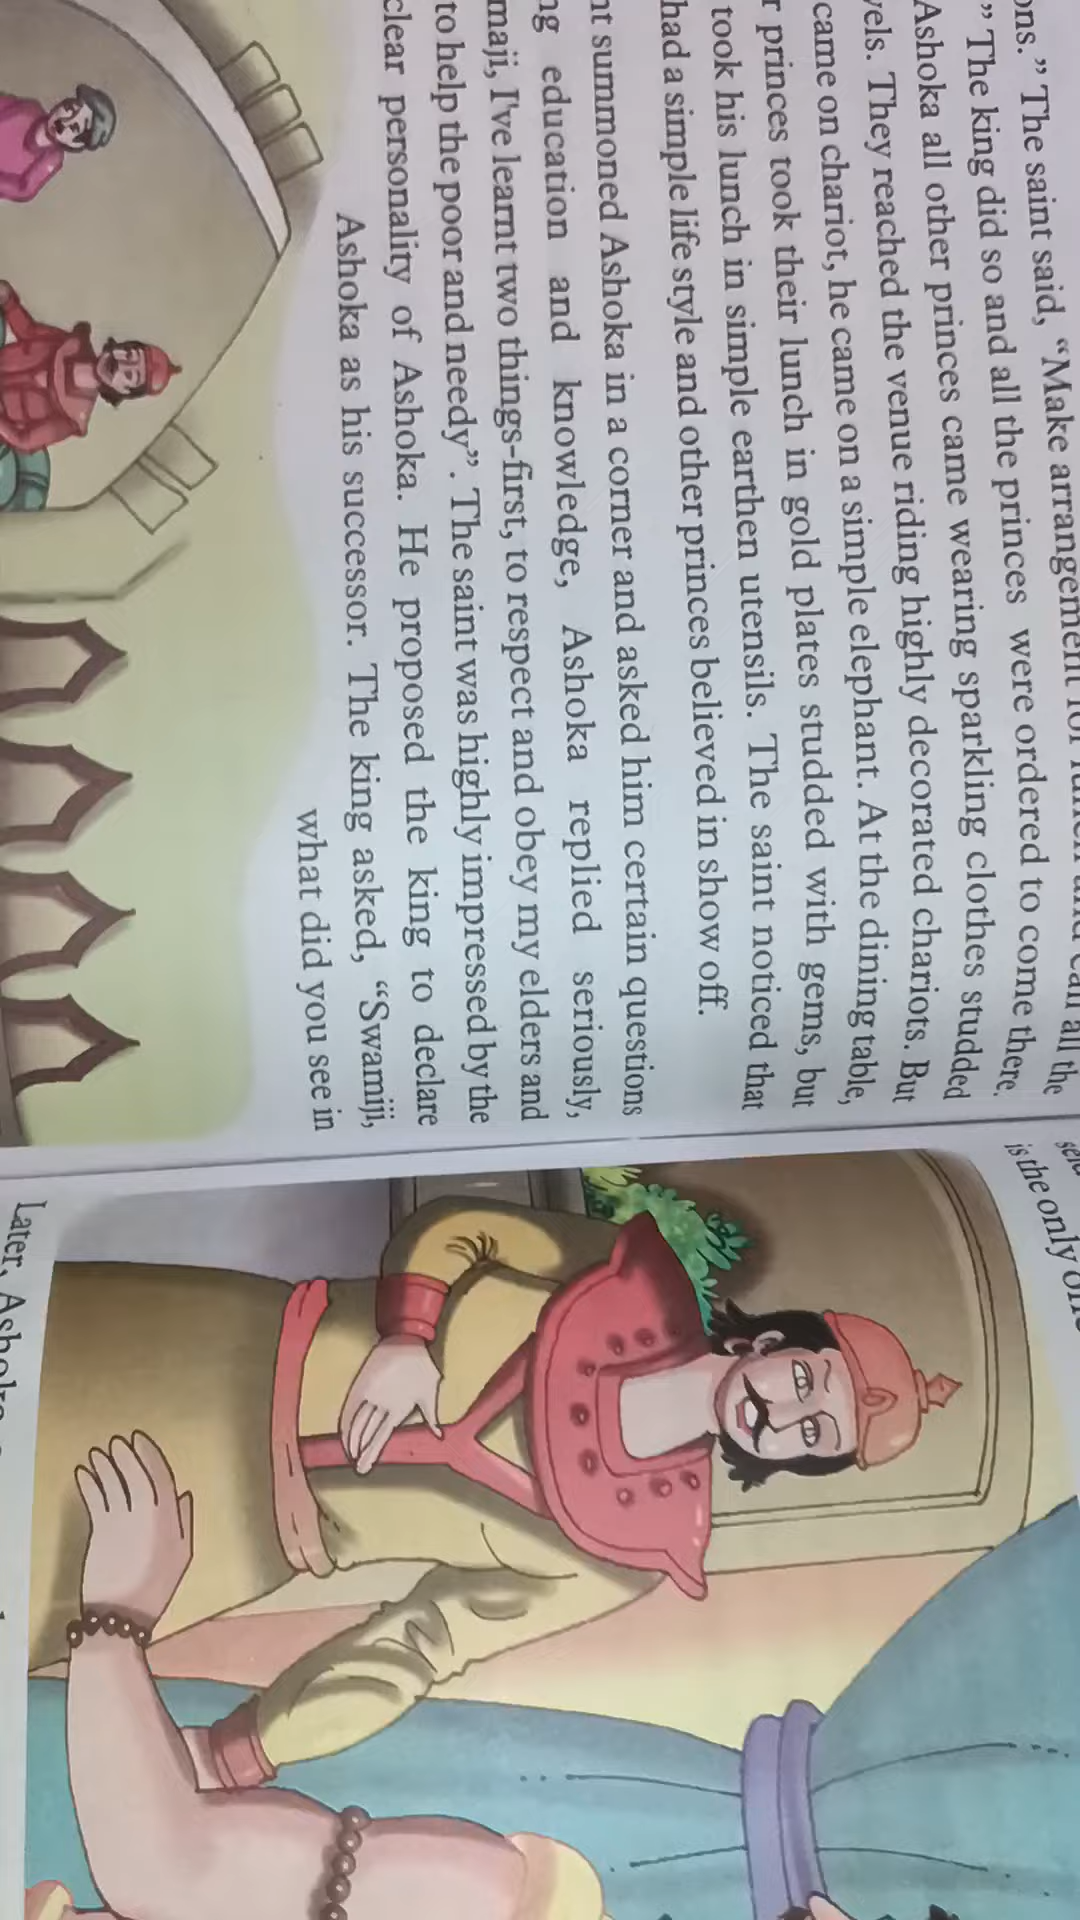 all the
ons. ” The saint said, “Make arrangement for lunch and call all the
” The king did so and all the princes were ordered to come there.
Ashoka all other princes came wearing sparkling clothes studded
They reached the venue riding highly decorated chariots. But
came on chariot, he came on a simple elephant. At the dining table,
princes took their lunch in gold plates studded with gems, but
took his lunch in simple earthen utensils. The saint noticed that
had a simple life style and other princes believed in show off.
summoned Ashoka in a corner and asked him certain questions
education and knowledge, Ashoka replied seriously,
maji, I've learnt two things-first, to respect and obey my elders and
to help the poor and needy” . The saint was highly impressed by the
clear personality of Ashoka. He proposed the king to declare
Ashoka as his successor. The king asked, “Swamiji,
what did you see in
is the only
Later,